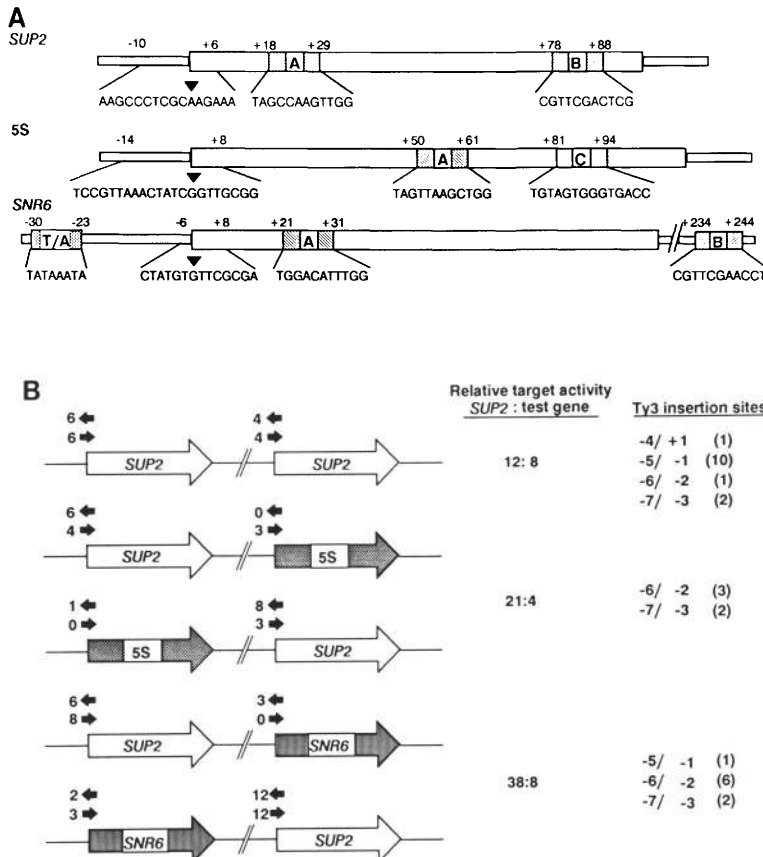 A
SUP2
-10 +6 +18 +29 +78 +88
A B
AAGCCCTCGCAAGAAA TAGCCAAGTTGG CGTTCGACTCG
5S
-14 +8 +50 +61 +81 +94
A C
TCCGTTAAACTATCGGTTGCGG TAGTTAAGCTGG TGTAGTGGGTGACC
SNR6
-30 -23 -6 +8 +21 +31 +234 +244
T/A A B
TATAAATA CTATGTGTTCGCGA TGGACATTTGG CGTTCGAACCT
B
Relative target activity
SUP2 : test gene
Ty3 insertion sites
6 4
6 4
SUP2 SUP2
12: 8
-4/ +1 (1)
-5/ -1 (10)
-6/ -2 (1)
-7/ -3 (2)
6 0
4 3
SUP2 5S
1 8
0 3
5S SUP2
21:4
-6/ -2 (3)
-7/ -3 (2)
6 3
8 0
SUP2 SNR6
2 12
3 12
SNR6 SUP2
38:8
-5/ -1 (1)
-6/ -2 (6)
-7/ -3 (2)